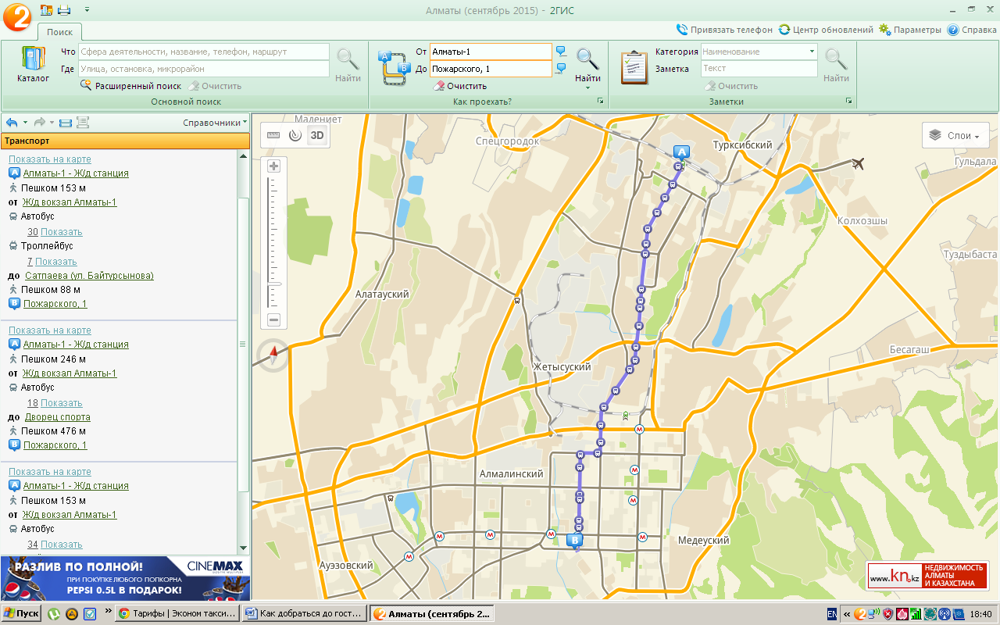 Алматы (сентябрь 2015) - 2ГИС
Поиск
Привязать телефон
Центр обновлений
Параметры
Справка
Каталог
Что
Сфера деятельности, название, телефон, маршрут
Где
Улица, остановка, микрорайон
Расширенный поиск
Очистить
Найти
Основной поиск
От
Алматы-1
До
Пожарского, 1
Очистить
Найти
Как проехать?
Категория
Наименование
Заметка
Текст
Очистить
Найти
Заметки
Справочники
Транспорт
Показать на карте
A Алматы-1 - Ж/д станция
Пешком 153 м
от Ж/д вокзал Алматы-1
Автобус
30 Показать
Троллейбус
7 Показать
до Сатпаева (ул. Байтурсынова)
Пешком 88 м
B Пожарского, 1
Показать на карте
A Алматы-1 - Ж/д станция
Пешком 246 м
от Ж/д вокзал Алматы-1
Автобус
18 Показать
до Дворец спорта
Пешком 476 м
B Пожарского, 1
Показать на карте
A Алматы-1 - Ж/д станция
Пешком 153 м
от Ж/д вокзал Алматы-1
Автобус
34 Показать
РАЗЛИВ ПО ПОЛНОЙ!
CINEMAX
ПРИ ПОКУПКЕ ЛЮБОГО ПОПКОРНА
PEPSI 0.5L В ПОДАРОК!
3D
Слои
Маденiет
Спецгородок
Турксибский
Гульдала
Колхозшы
Туздыбаста
Алатауский
Жетысуский
Бесагаш
Алмалинский
Медеуский
Ауэзовский
A
B
M
M
M
M
M
M
M
M
www.kn.kz
НЕДВИЖИМОСТЬ
АЛМАТЫ
И КАЗАХСТАНА
Пуск
Тарифы | Эконом такси...
Как добраться до гост...
Алматы (сентябрь 2...
EN
18:40